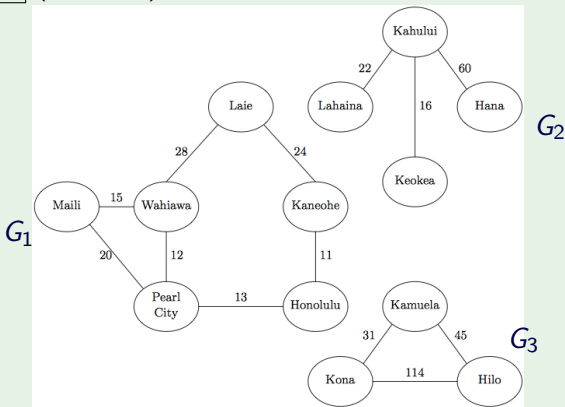 Kahului
22
60
Laie
Lahaina
16
Hana
G2
28
24
Keokea
Maili
15
Wahiawa
Kaneohe
G1
20
12
11
Pearl
City
13
Honolulu
Kamuela
31
45
G3
Kona
114
Hilo